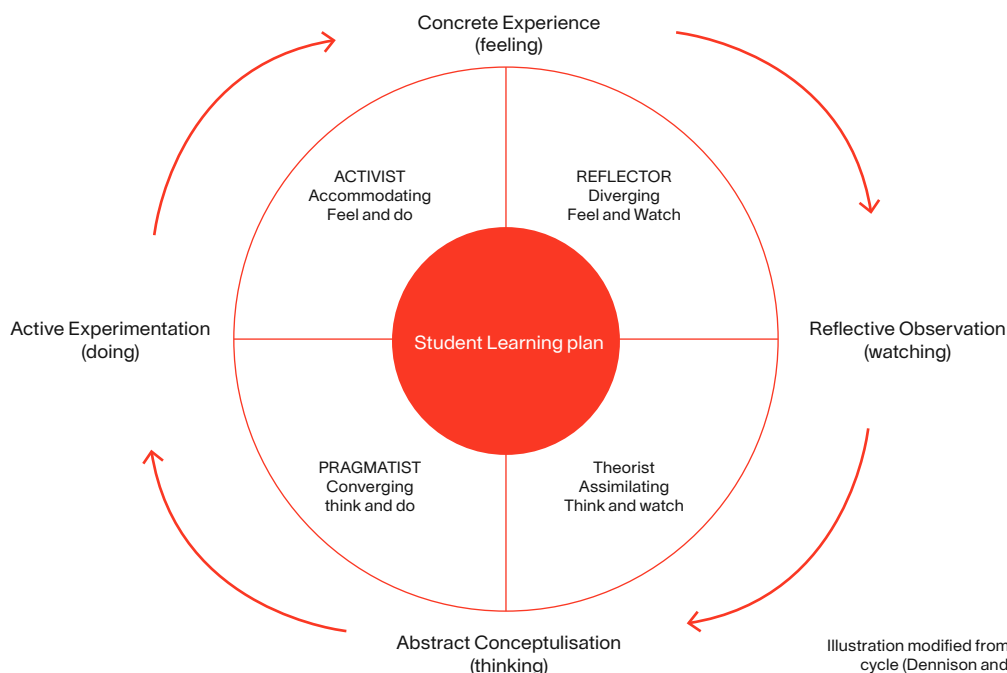 Concrete Experience
(feeling)
ACTIVIST
Accommodating
Feel and do
REFLECTOR
Diverging
Feel and Watch
Active Experimentation
(doing)
Student Learning plan
Reflective Observation
(watching)
PRAGMATIST
Converging
think and do
Theorist
Assimilating
Think and watch
Abstract Conceptulisation
(thinking)
Illustration modified from
cycle (Dennison and